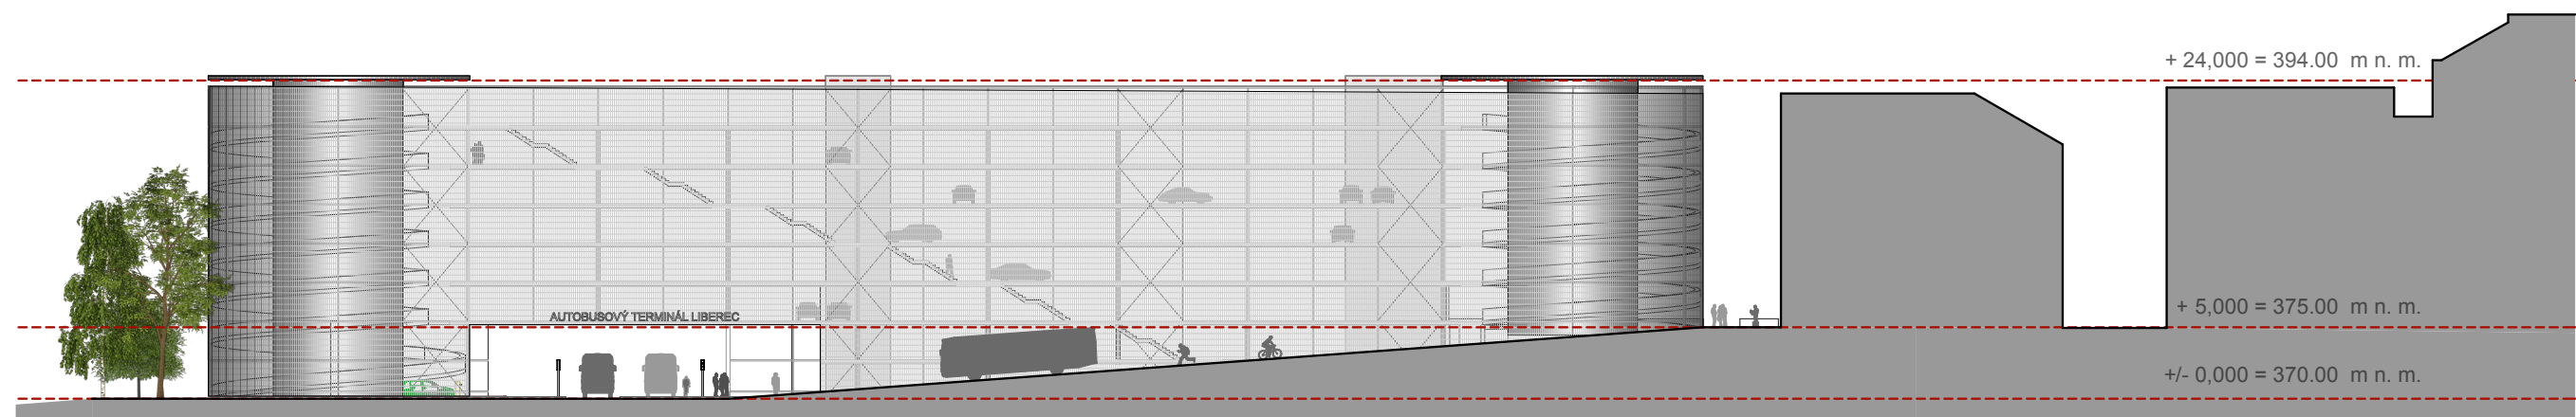 + 24,000 = 394.00 m n. m.
AUTOBUSOVÝ TERMINÁL LIBEREC
+ 5,000 = 375.00 m n. m.
+/- 0,000 = 370.00 m n. m.